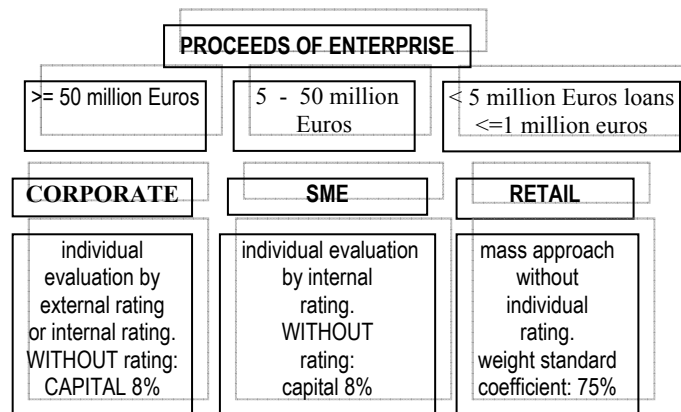 PROCEEDS OF ENTERPRISE
>= 50 million Euros
5 - 50 million
Euros
< 5 million Euros loans
<=1 million euros
CORPORATE
SME
RETAIL
individual
evaluation by
external rating
or internal rating.
WITHOUT rating:
CAPITAL 8%
individual evaluation
by internal
rating.
WITHOUT
rating:
capital 8%
mass approach
without
individual
rating.
weight standard
coefficient: 75%